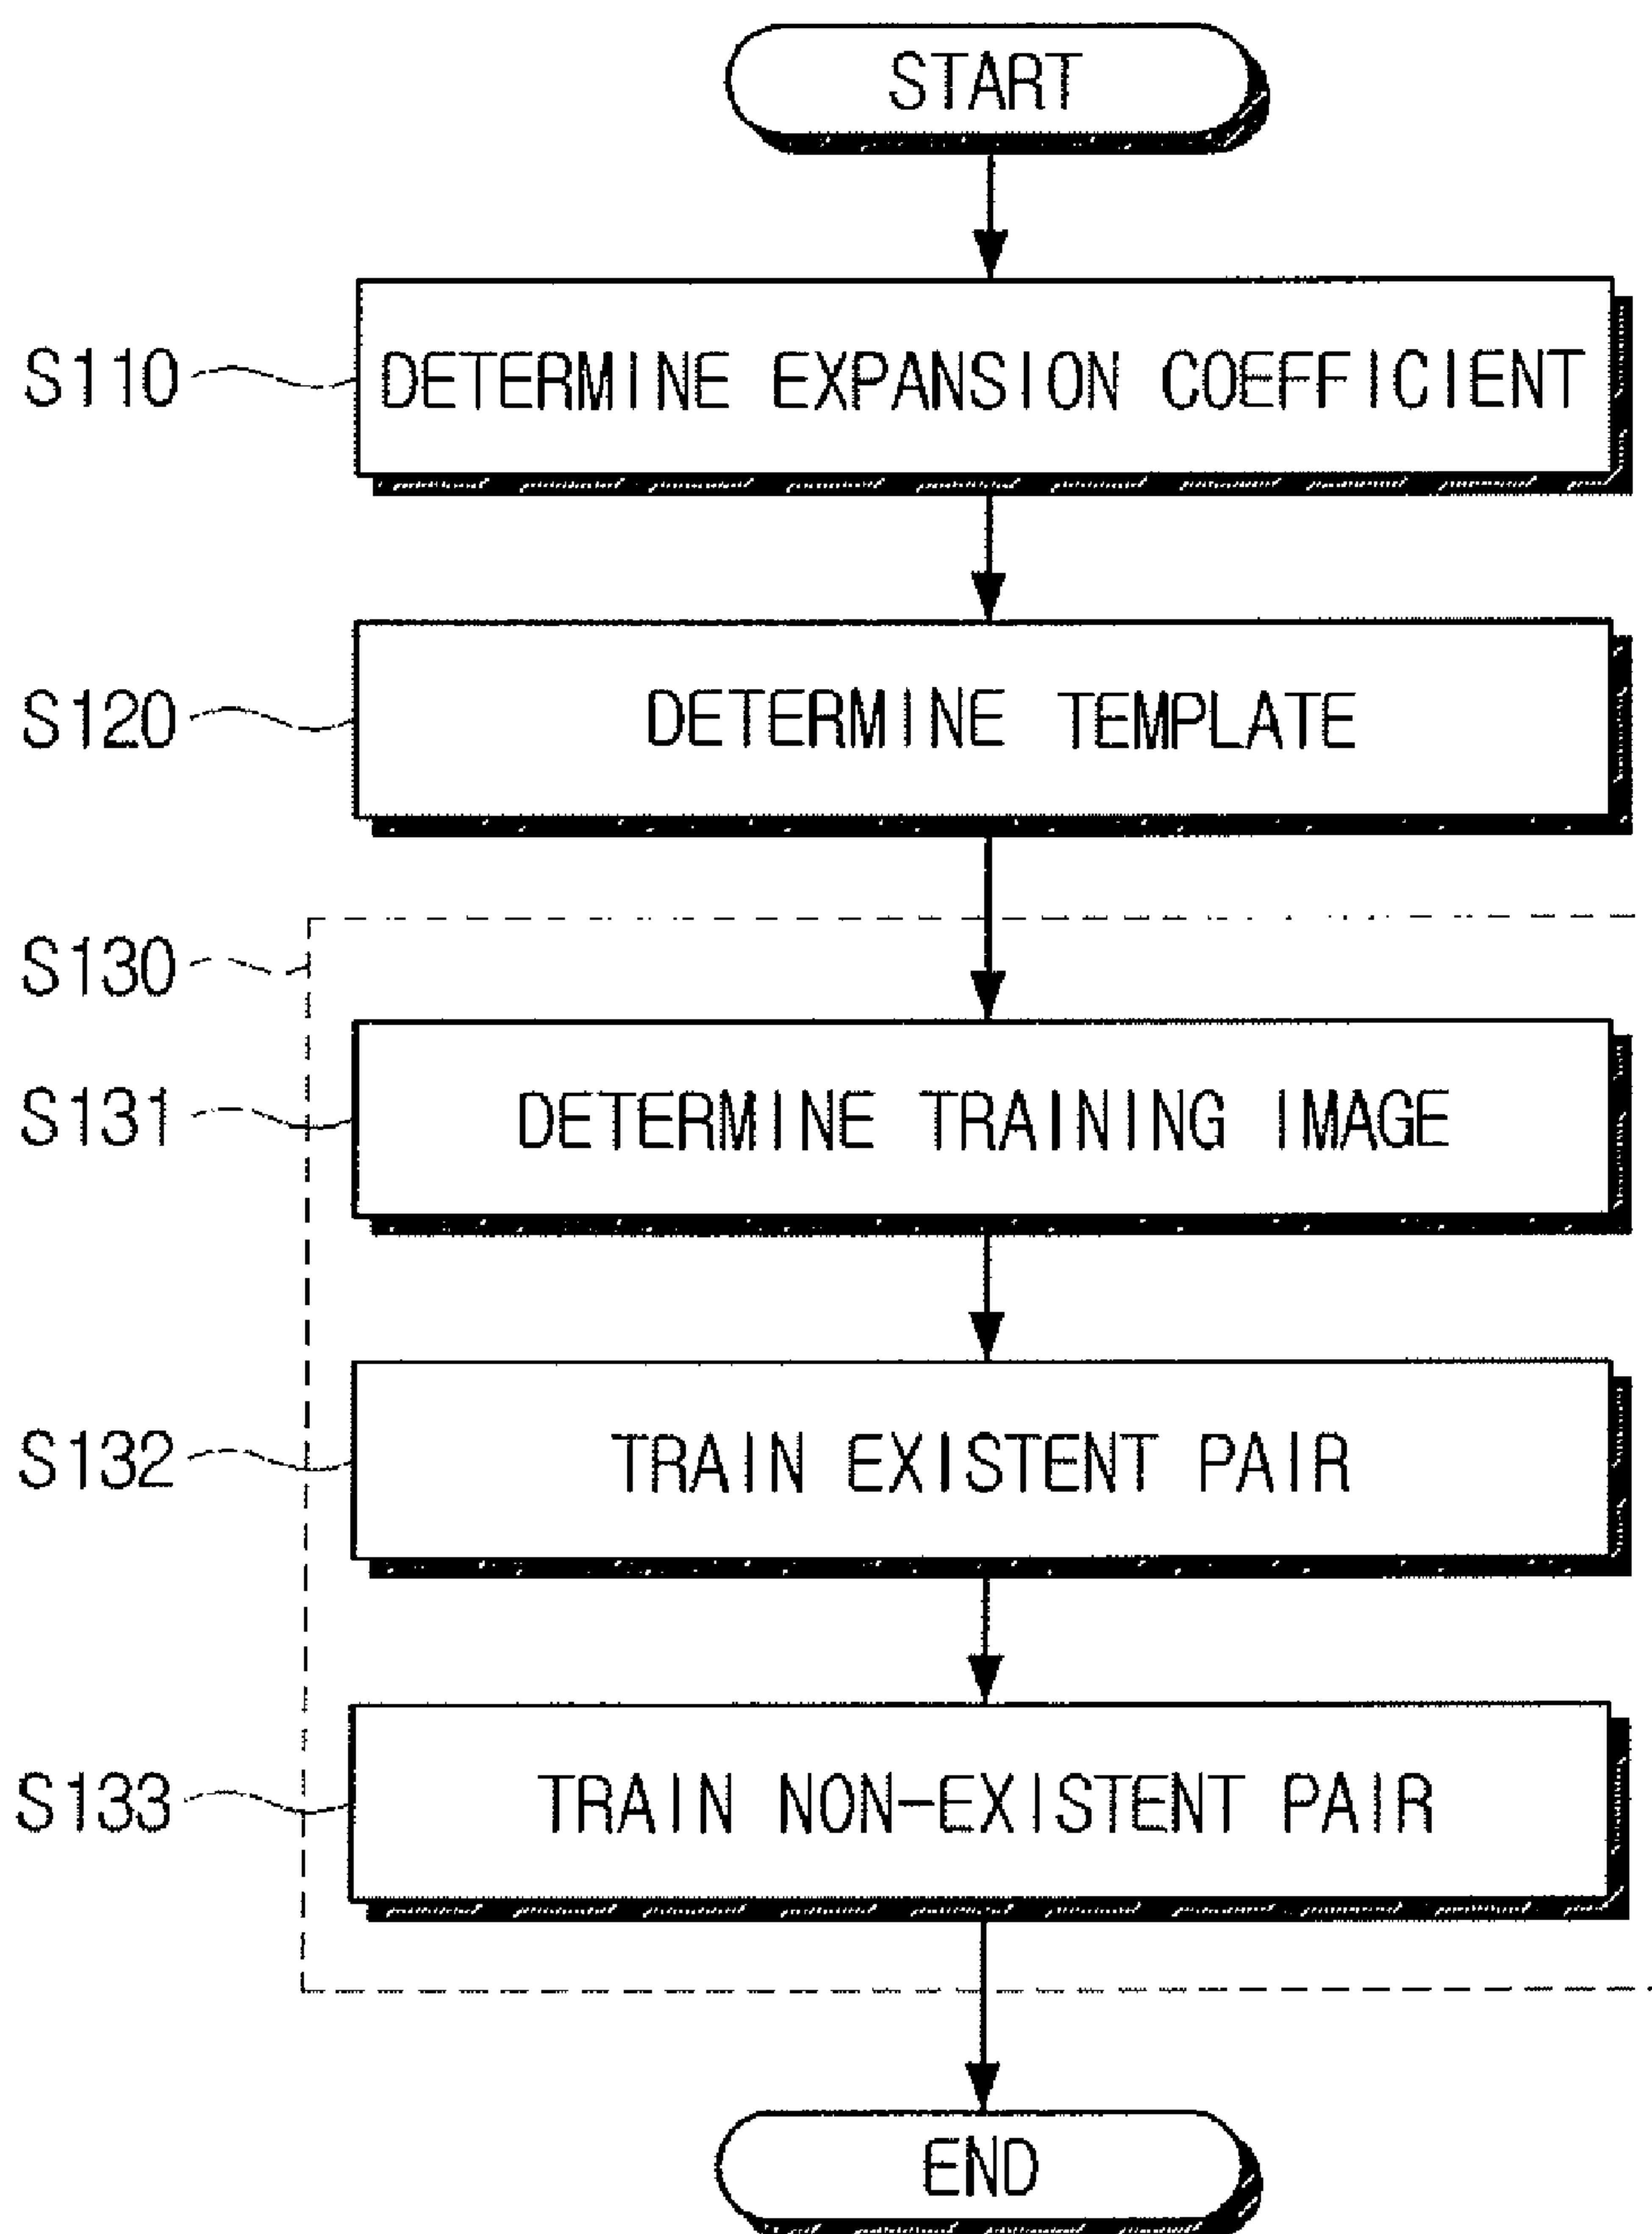 START
S110 DETERMINE EXPANSION COEFFICIENT
S120 DETERMINE TEMPLATE
S130
S131 DETERMINE TRAINING IMAGE
S132 TRAIN EXISTENT PAIR
S133 TRAIN NON-EXISTENT PAIR
END